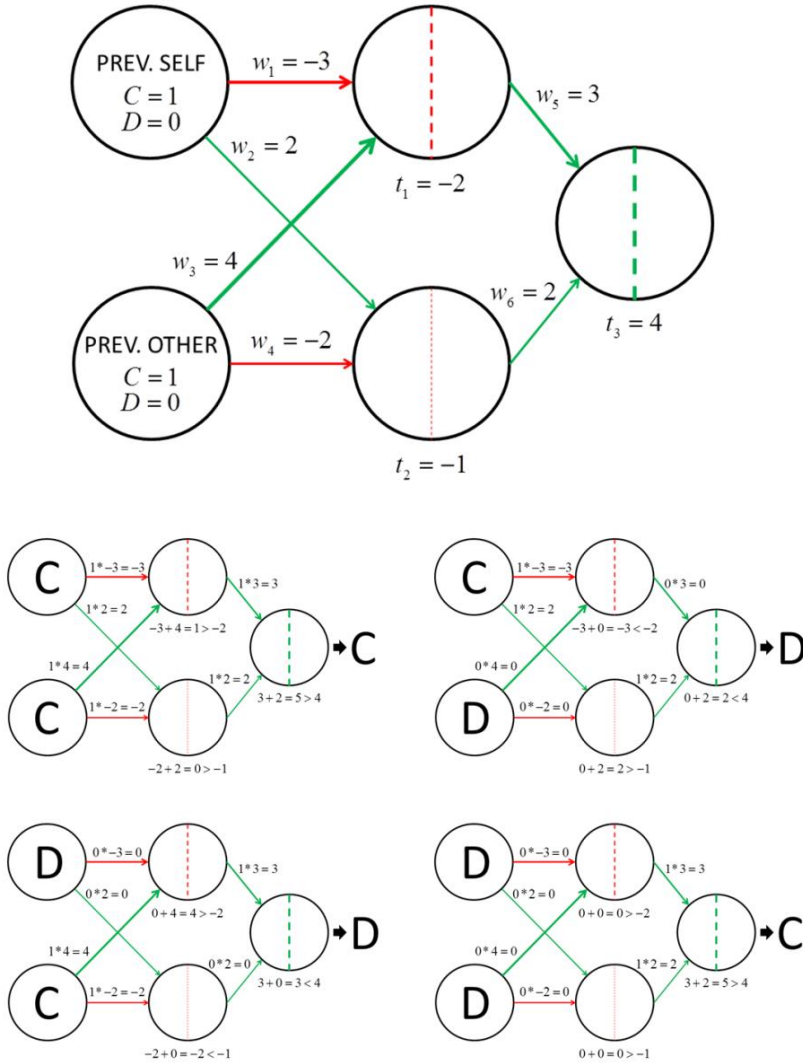 PREV. SELF
C = 1
D = 0
w₁ = −3
w₂ = 2
w₅ = 3
t₁ = −2
w₃ = 4
w₆ = 2
t₃ = 4
PREV. OTHER
C = 1
D = 0
w₄ = −2
t₂ = −1
C
1*−3=−3
1*2=2
1*3=3
−3+4=1>−2
C
1*4=4
1*2=2
3+2=5>4
C
1*−2=−2
−2+2=0>−1
C
1*−3=−3
1*2=2
0*3=0
−3+0=−3<−2
D
0*4=0
1*2=2
0+2=2<4
D
0*−2=0
0+2=2>−1
D
0*−3=0
0*2=0
1*3=3
0+4=4>−2
D
1*4=4
0*2=0
3+0=3<4
C
1*−2=−2
−2+0=−2<−1
D
0*−3=0
0*2=0
1*3=3
0+0=0>−2
C
0*4=0
1*2=2
3+2=5>4
D
0*−2=0
0+0=0>−1